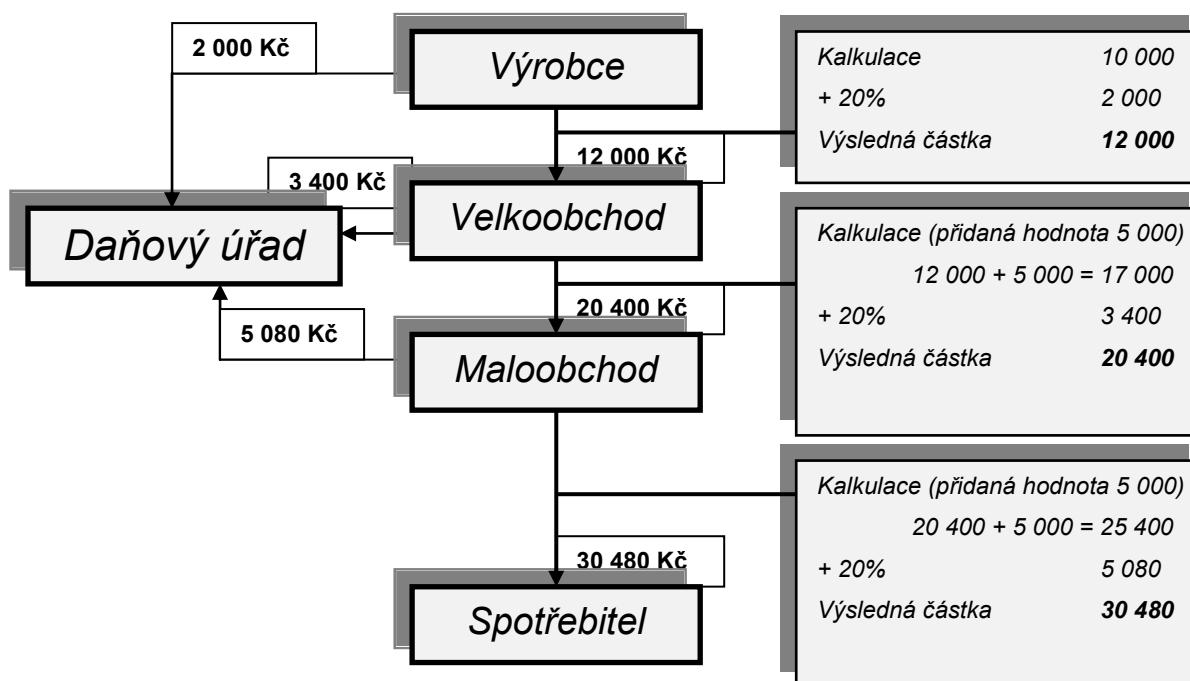 2 000 Kč
Výrobce
Kalkulace 10 000
+ 20% 2 000
Výsledná částka 12 000
12 000 Kč
3 400 Kč
Velkoobchod
Daňový úřad
Kalkulace (přidaná hodnota 5 000)
12 000 + 5 000 = 17 000
+ 20% 3 400
Výsledná částka 20 400
20 400 Kč
5 080 Kč
Maloobchod
Kalkulace (přidaná hodnota 5 000)
20 400 + 5 000 = 25 400
+ 20% 5 080
Výsledná částka 30 480
30 480 Kč
Spotřebitel